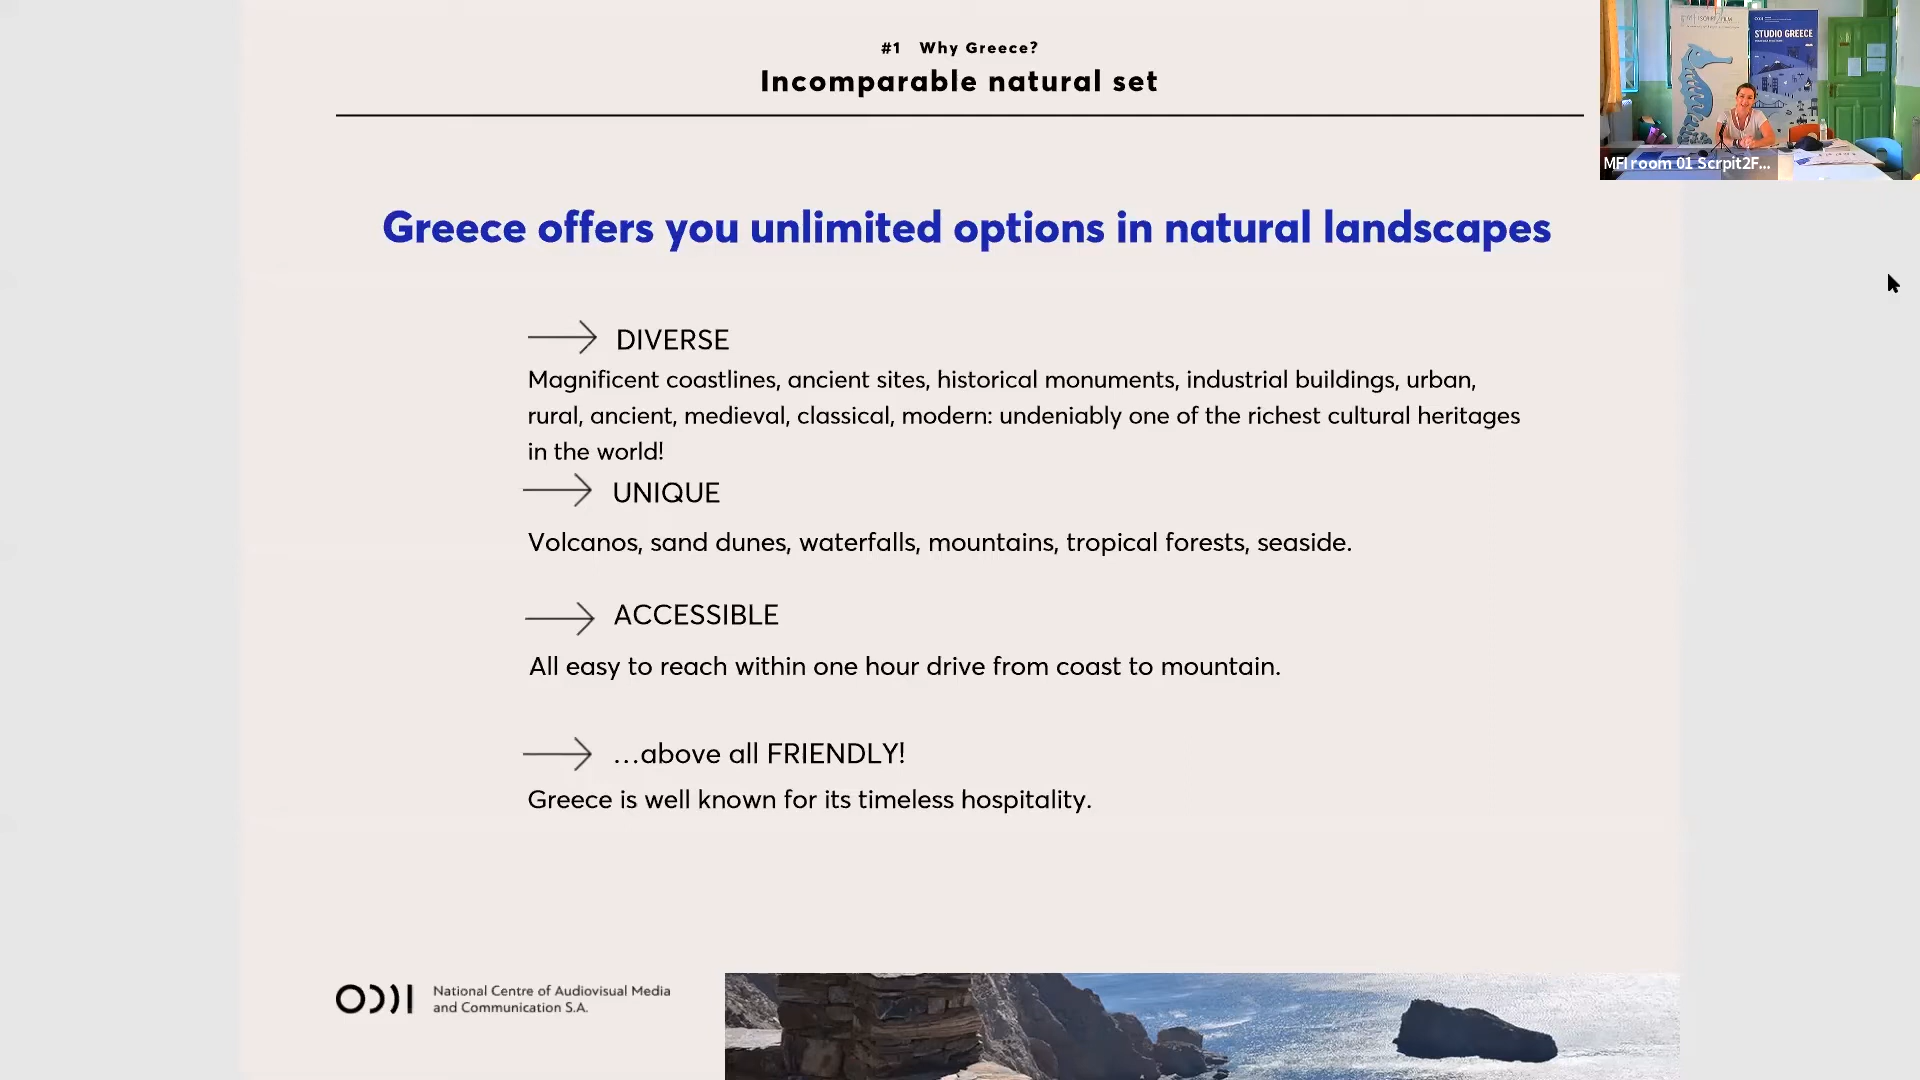 #1 Why Greece?
Incomparable natural set
STUDIO GREECE
MFI room 01 Scrpit2F...
Greece offers you unlimited options in natural landscapes
DIVERSE
Magnificent coastlines, ancient sites, historical monuments, industrial buildings, urban,
rural, ancient, medieval, classical, modern: undeniably one of the richest cultural heritages
in the world!
UNIQUE
Volcanos, sand dunes, waterfalls, mountains, tropical forests, seaside.
ACCESSIBLE
All easy to reach within one hour drive from coast to mountain.
...above all FRIENDLY!
Greece is well known for its timeless hospitality.
National Centre of Audiovisual Media
and Communication S.A.